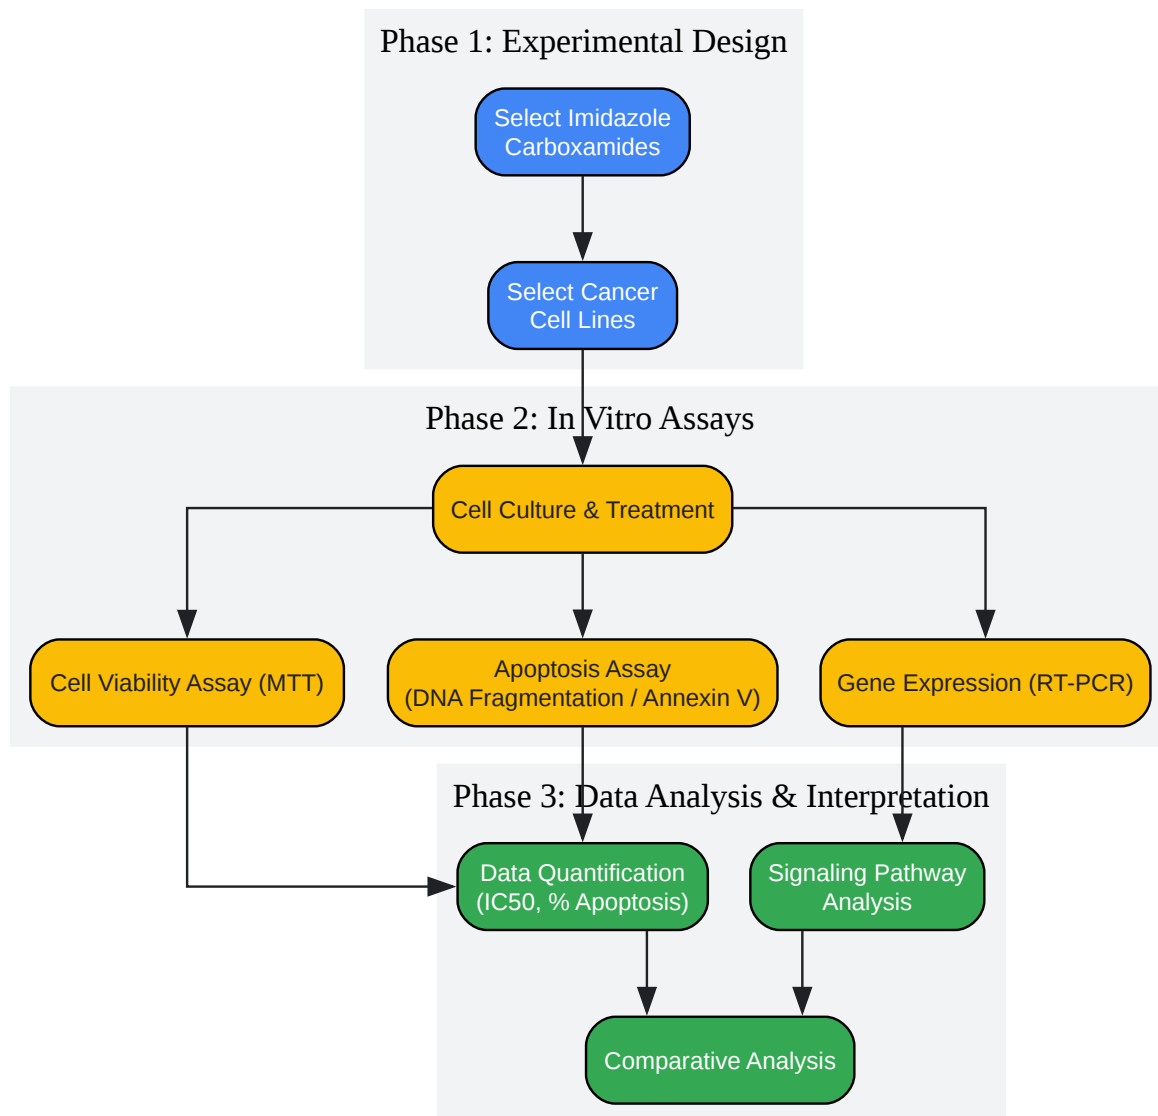 Phase 1: Experimental Design
Select Imidazole
Carboxamides
Select Cancer
Cell Lines
Phase 2: In Vitro Assays
Cell Culture & Treatment
Cell Viability Assay (MTT)
Apoptosis Assay
(DNA Fragmentation / Annexin V)
Gene Expression (RT-PCR)
Phase 3: Data Analysis & Interpretation
Data Quantification
(IC50, % Apoptosis)
Signaling Pathway
Analysis
Comparative Analysis